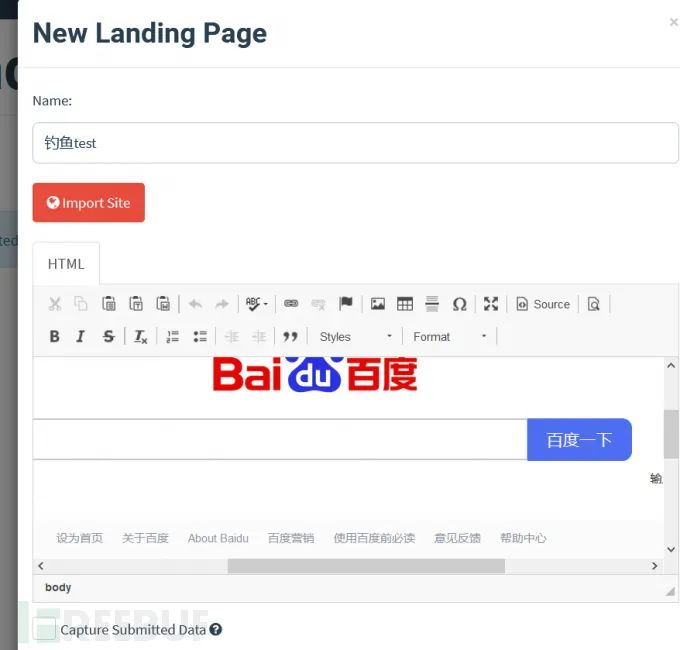 New Landing Page
×
Name:
钓鱼test
Import Site
HTML
ABC
Source
B I S Tx
Styles
Format
Bai du 百度
百度一下
输
设为首页 关于百度 About Baidu 百度营销 使用百度前必读 意见反馈 帮助中心
body
REEBUF
Capture Submitted Data